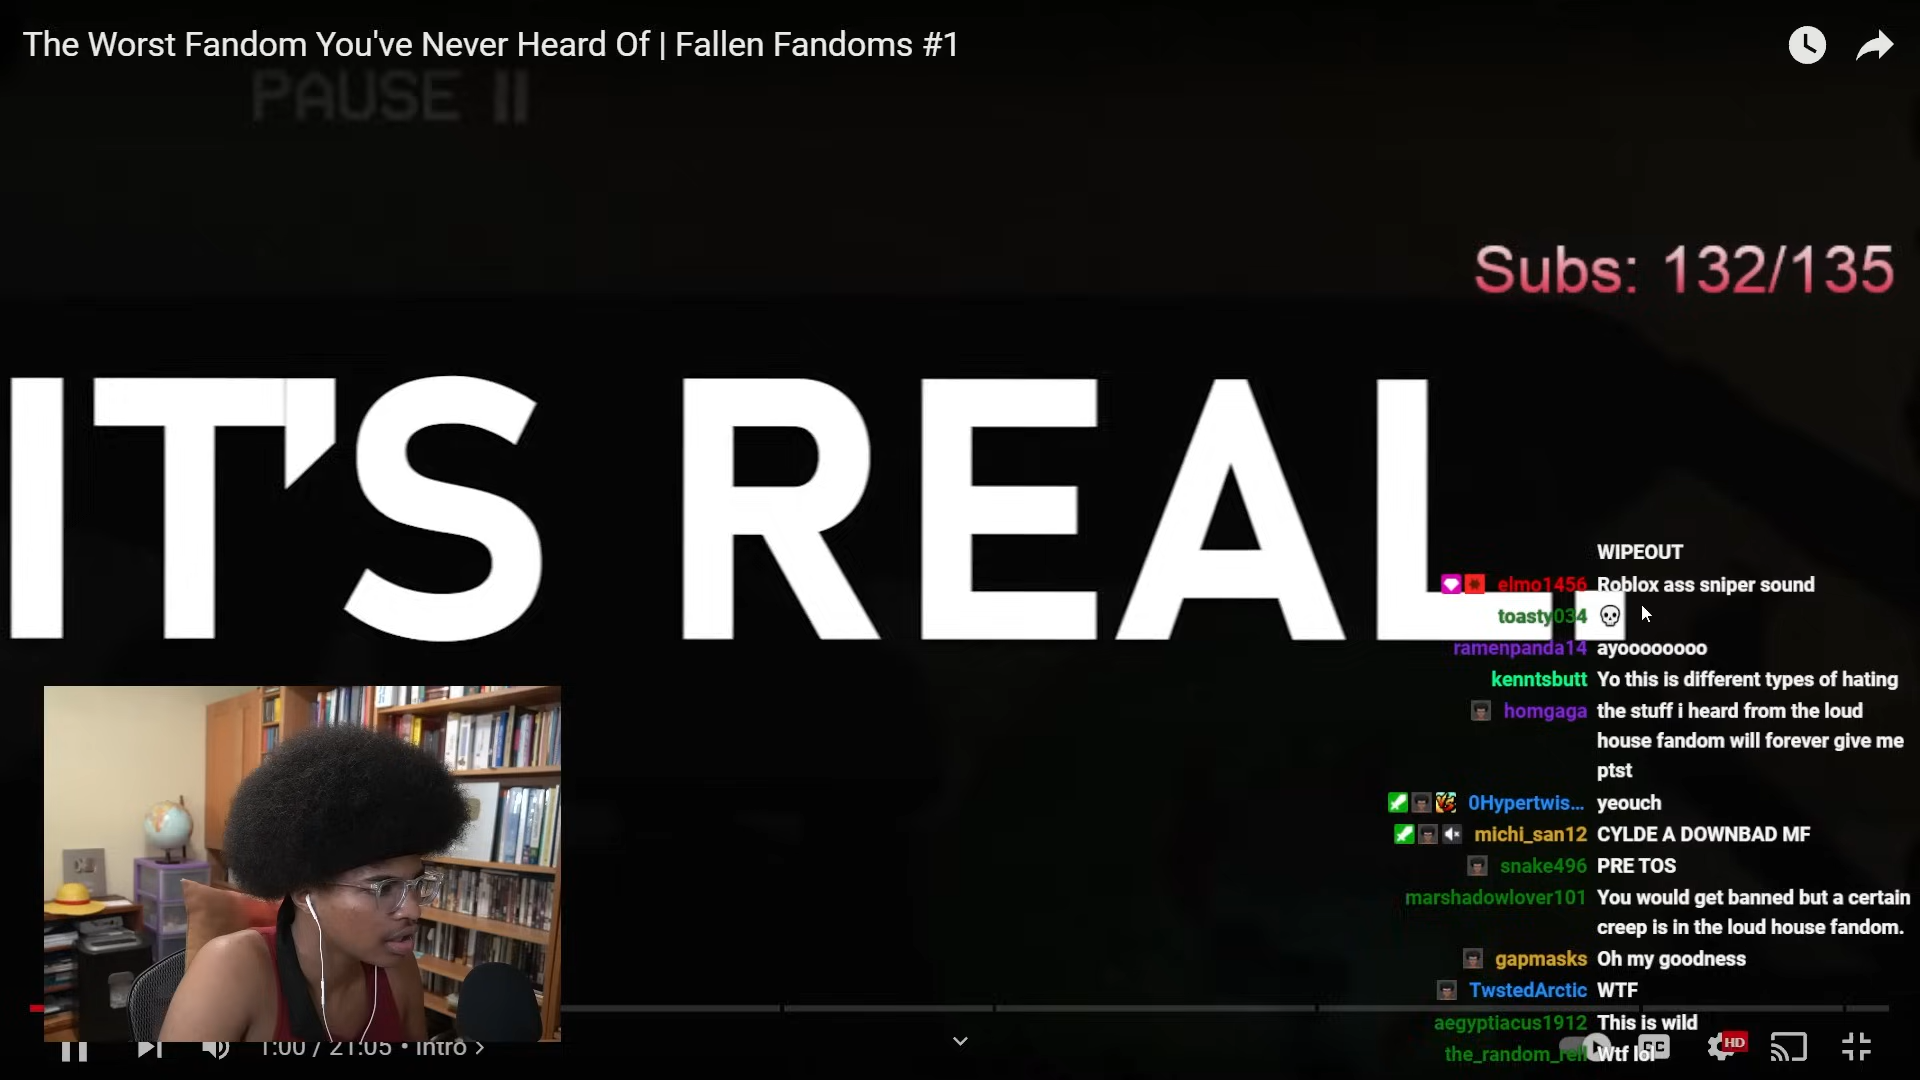 The Worst Fandom You've Never Heard Of | Fallen Fandoms #1
PAUSE
Subs: 132/135
IT'S REAL.
WIPEOUT
elmo1456 Roblox ass sniper sound
toasty034 💀
ramenpanda14 ayoooooooo
kenntsbutt Yo this is different types of hating
homgaga the stuff i heard from the loud
house fandom will forever give me
ptst
0Hypertwis... yeouch
michi_san12 CYLDE A DOWNBAD MF
snake496 PRE TOS
marshadowlover101 You would get banned but a certain
creep is in the loud house fandom.
gapmasks Oh my goodness
TwstedArctic WTF
aegyptiacus1912 This is wild
the_random_ Wtf lol
1:00 / 21:05 • Intro >
CC
HD